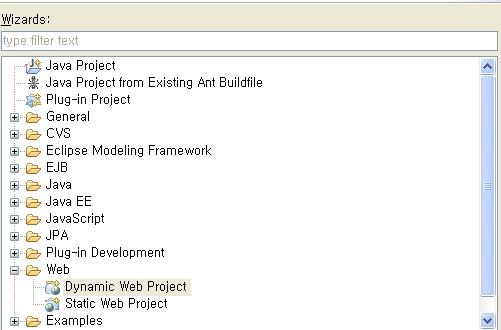 Wizards:
type filter text
Java Project
Java Project from Existing Ant Buildfile
Plug-in Project
General
CVS
Eclipse Modeling Framework
EJB
Java
Java EE
JavaScript
JPA
Plug-in Development
Web
Dynamic Web Project
Static Web Project
Examples